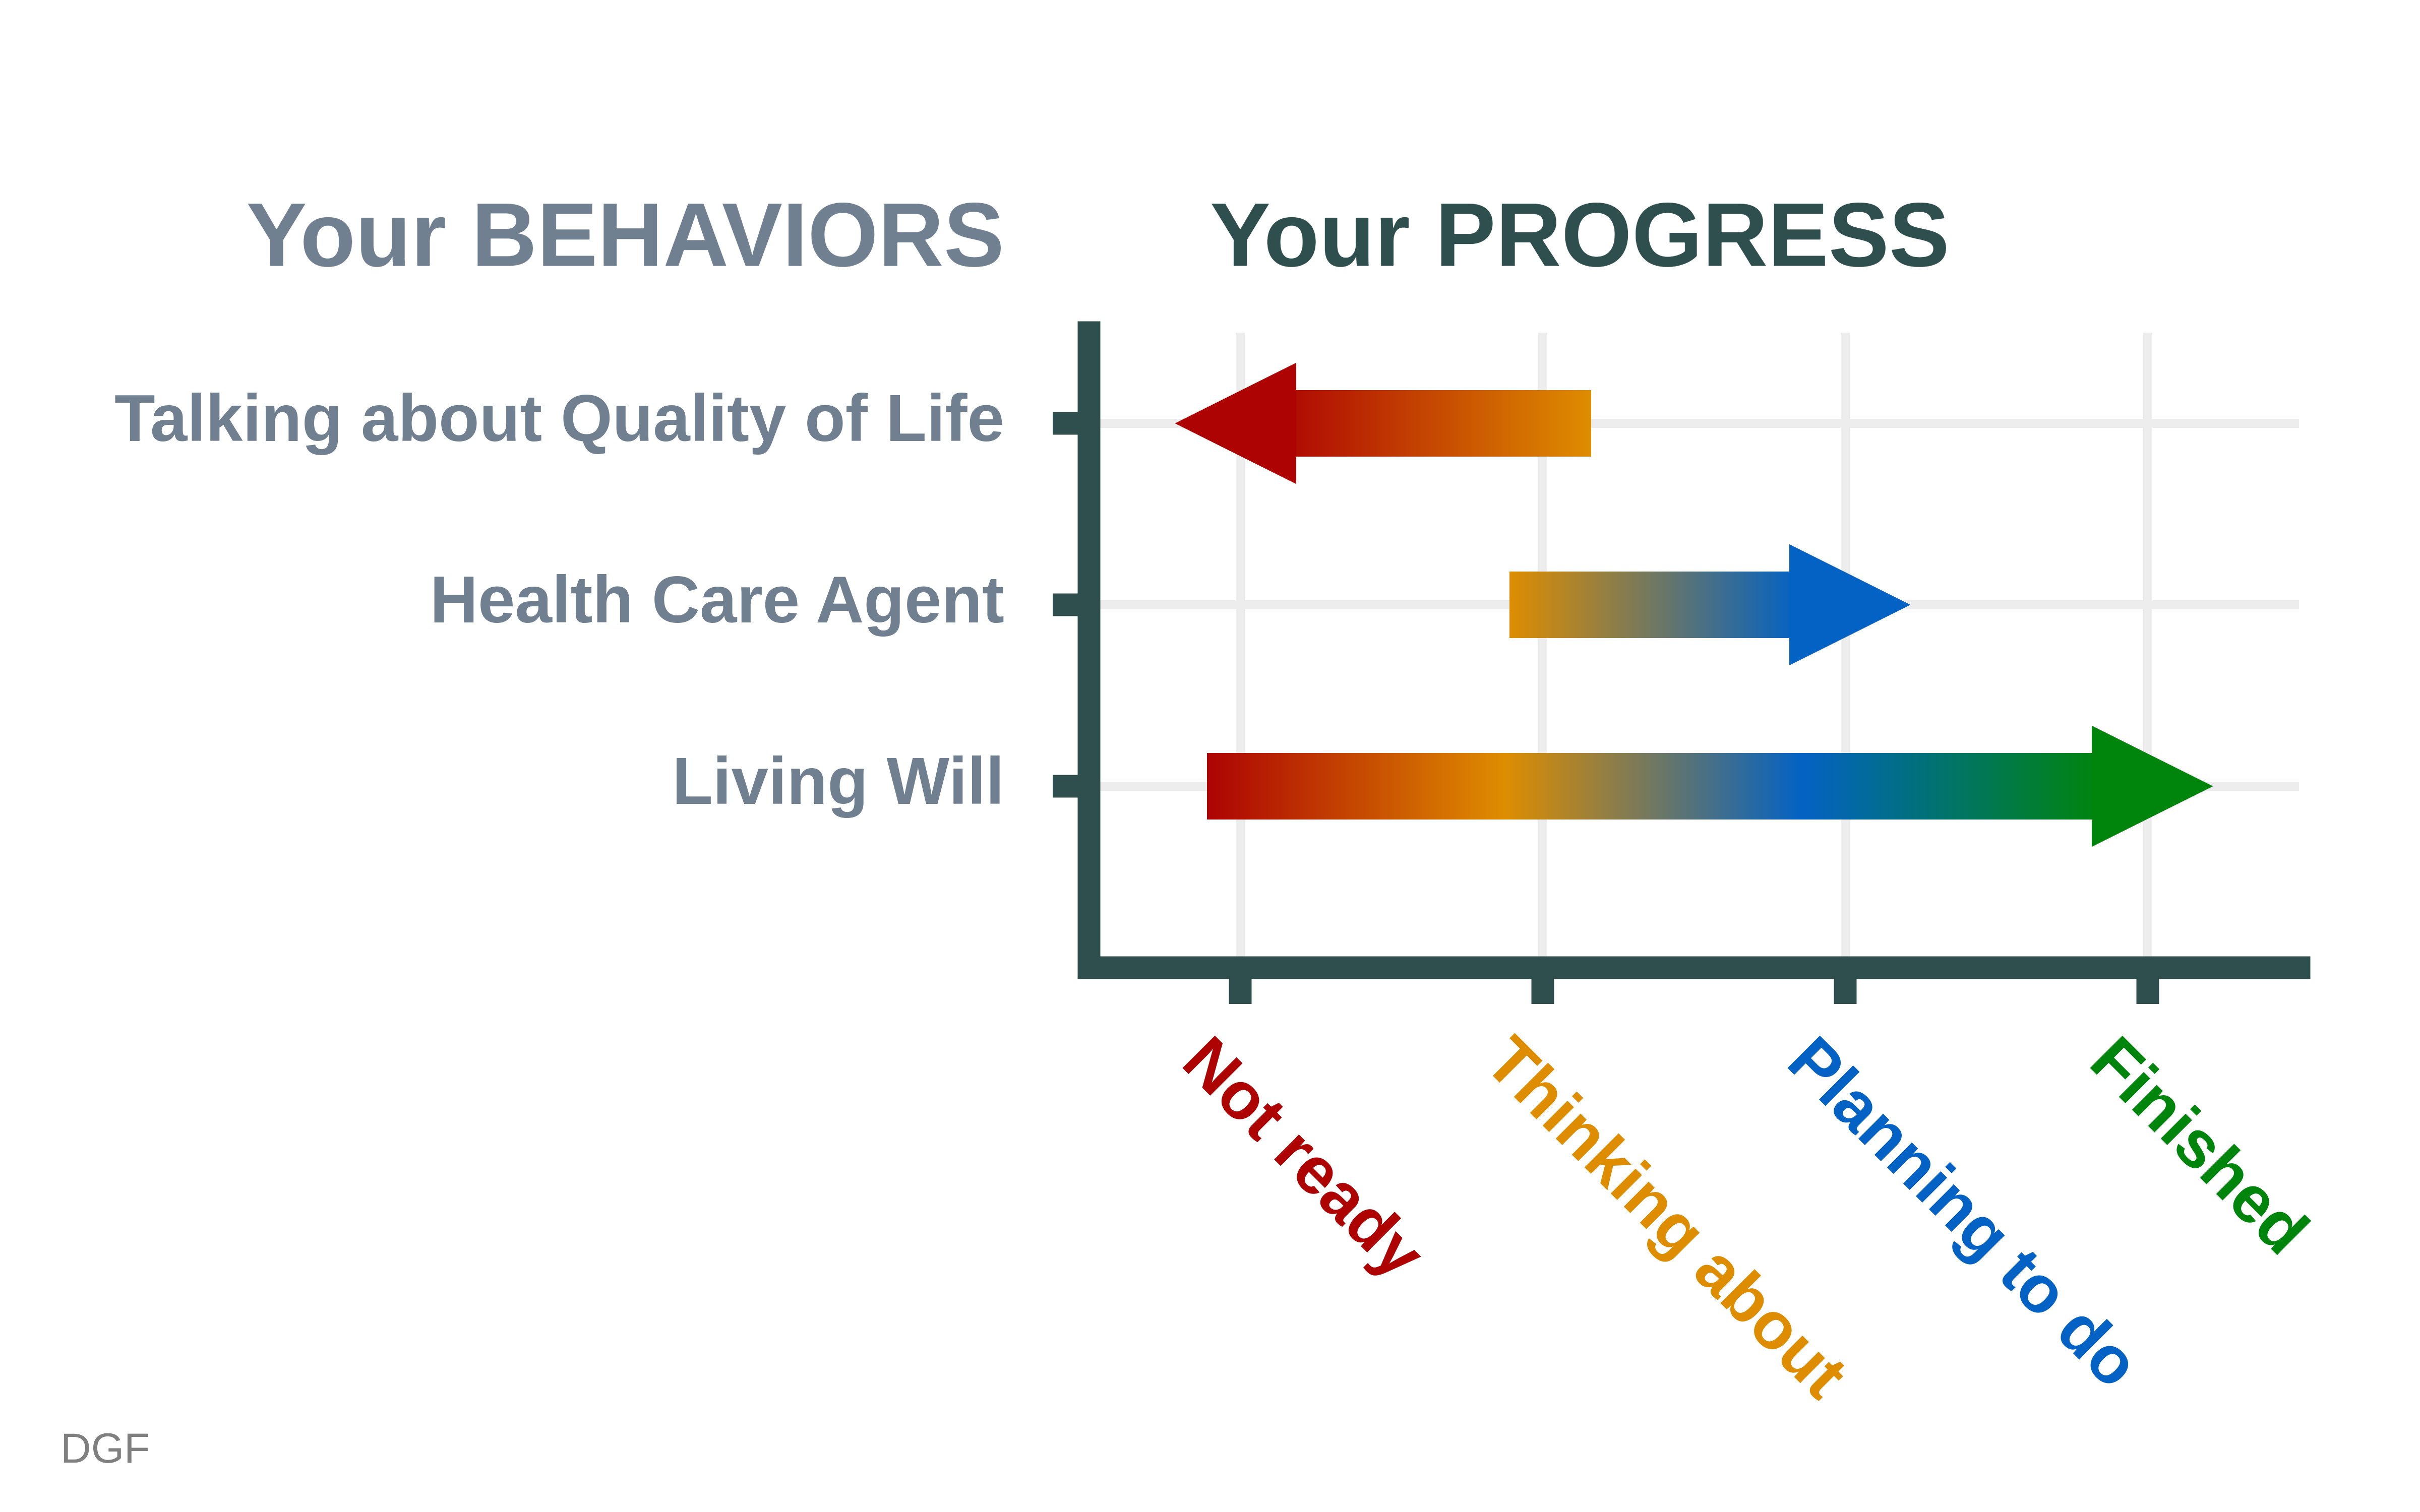 Your BEHAVIORS
Your PROGRESS
Talking about Quality of Life
Health Care Agent
Living Will
Not ready
Thinking about
Planning to do
Finished
DGF